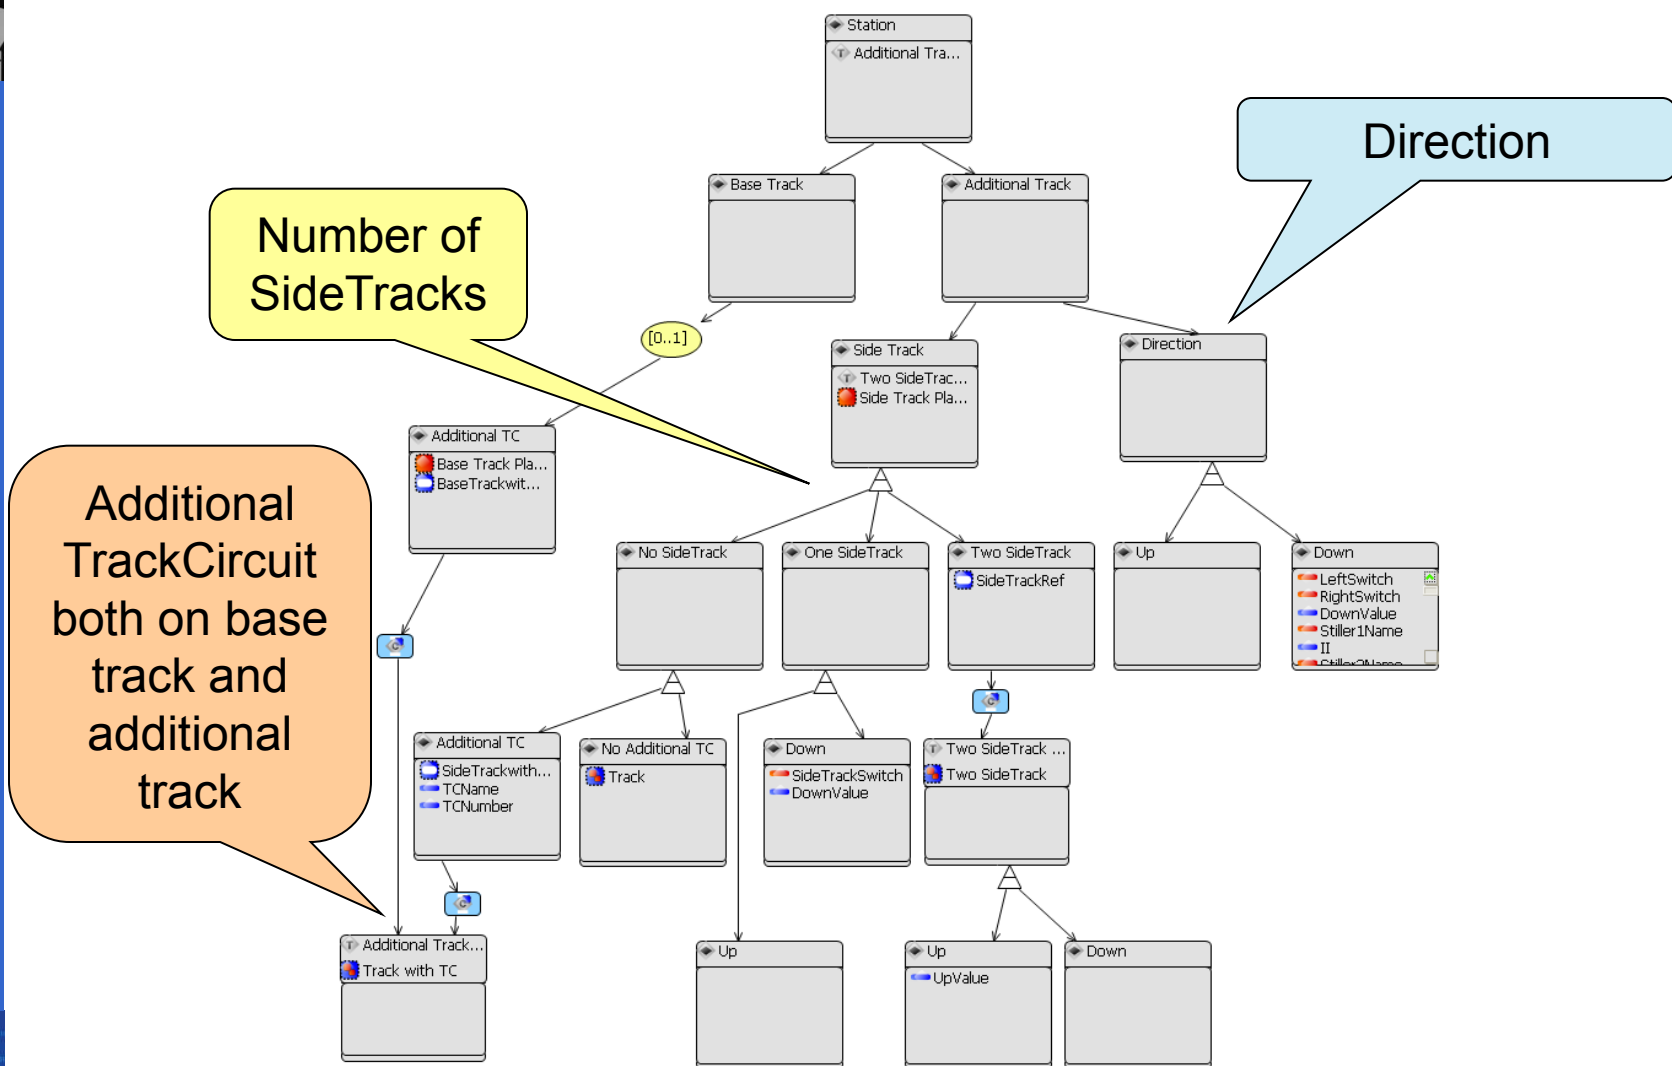 Station
Additional Tra...
Direction
Base Track
Additional Track
Number of
SideTracks
[0..1]
Side Track
Two SideTrac...
Side Track Pla...
Direction
Additional TC
Base Track Pla...
BaseTrackwit...
Additional
TrackCircuit
both on base
track and
additional
track
No SideTrack
One SideTrack
Two SideTrack
SideTrackRef
Up
Down
LeftSwitch
RightSwitch
DownValue
Stiller1Name
II
Stiller2Name
Additional TC
SideTrackwith...
TCName
TCNumber
No Additional TC
Track
Down
SideTrackSwitch
DownValue
Two SideTrack ...
Two SideTrack
Additional Track...
Track with TC
Up
Up
UpValue
Down